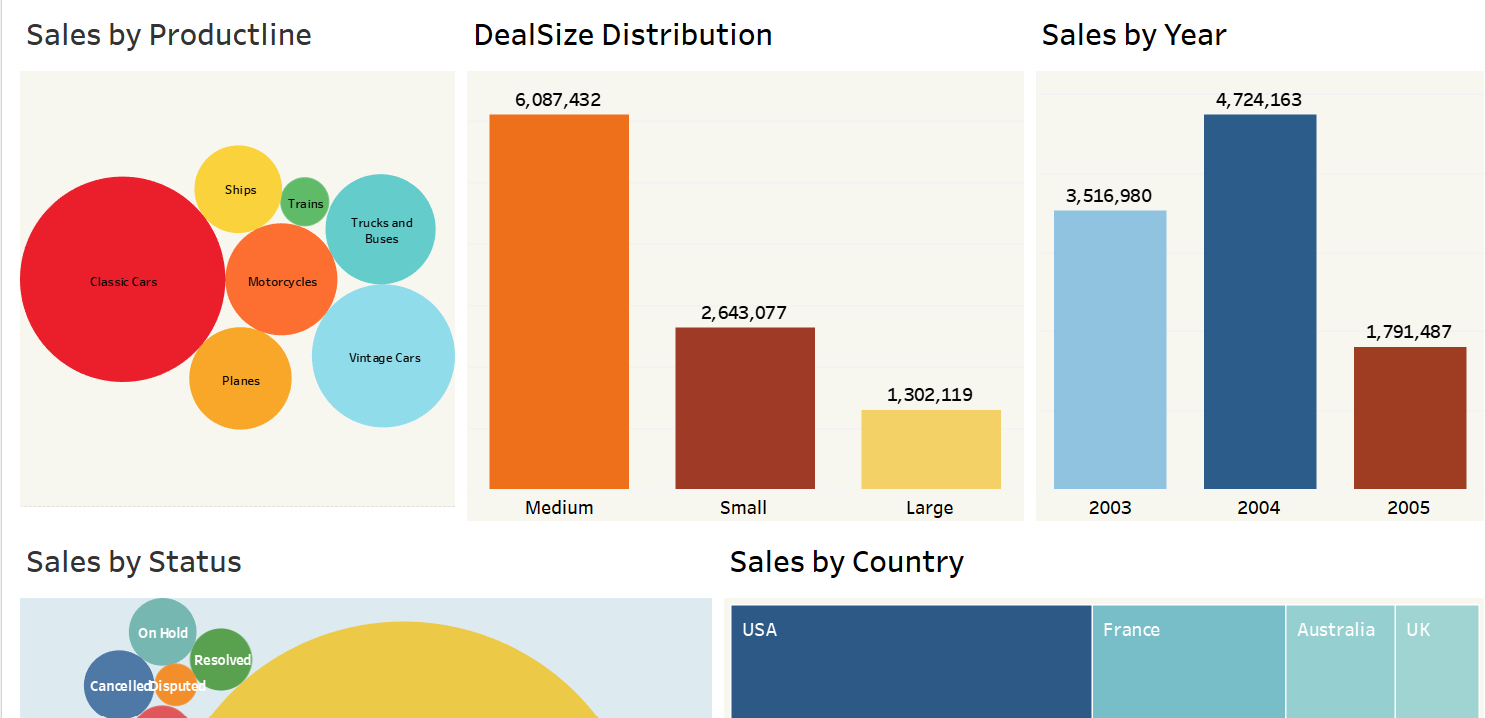 Sales by Productline
DealSize Distribution
Sales by Year
Ships
Trains
Trucks and
Buses
Classic Cars
Motorcycles
Vintage Cars
Planes
6,087,432
2,643,077
1,302,119
Medium
Small
Large
4,724,163
3,516,980
1,791,487
2003
2004
2005
Sales by Status
Sales by Country
On Hold
Resolved
Cancelled
Disputed
USA
France
Australia
UK